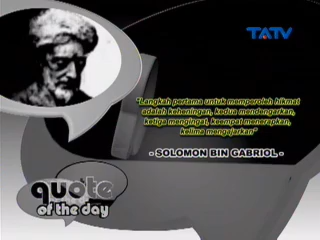 TATV
"Langkah pertama untuk memperoleh hikmat
adalah keheningan, kedua mendengarkan,
ketiga mengingat, keempat menerapkan,
kelima mengajarkan"
- SOLOMON BIN GABRIOL -
quote
of the day